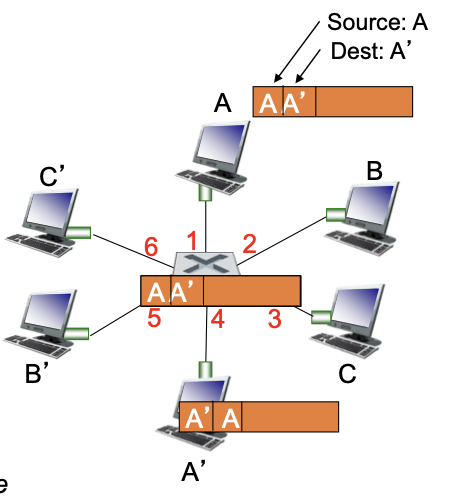 Source: A
Dest: A’
A A’
A
B
C’
6 1 2
A A’
5 4 3
B’
C
A’ A
A’
e